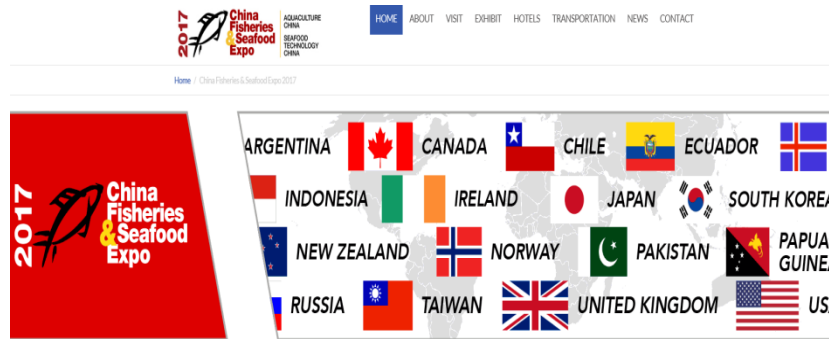 2017
China
Fisheries
& Seafood
Expo
AQUACULTURE
CHINA
SEAFOOD
TECHNOLOGY
CHINA
HOME ABOUT VISIT EXHIBIT HOTELS TRANSPORTATION NEWS CONTACT
Home / China Fisheries & Seafood Expo 2017
2017
China
Fisheries
& Seafood
Expo
ARGENTINA CANADA CHILE ECUADOR
INDONESIA IRELAND JAPAN SOUTH KOREA
NEW ZEALAND NORWAY PAKISTAN PAPUA
GUINE
RUSSIA TAIWAN UNITED KINGDOM US